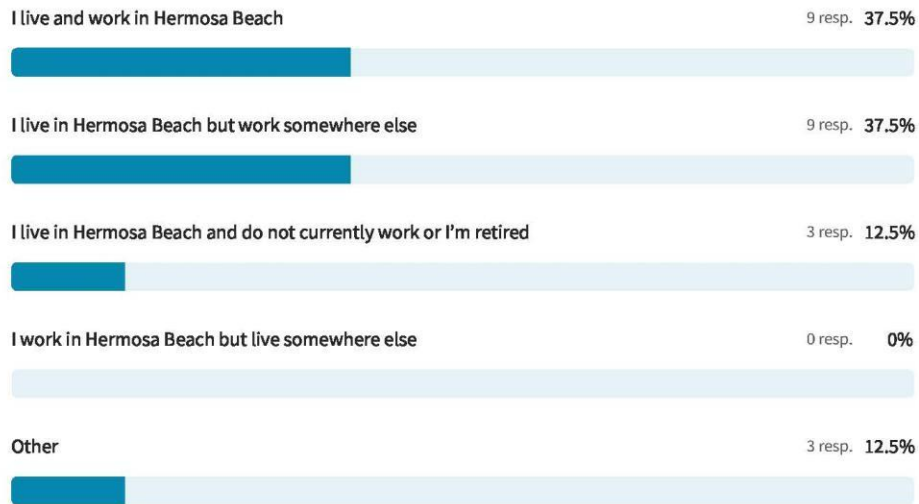 I live and work in Hermosa Beach 9 resp. 37.5%
I live in Hermosa Beach but work somewhere else 9 resp. 37.5%
I live in Hermosa Beach and do not currently work or I'm retired 3 resp. 12.5%
I work in Hermosa Beach but live somewhere else 0 resp. 0%
Other 3 resp. 12.5%